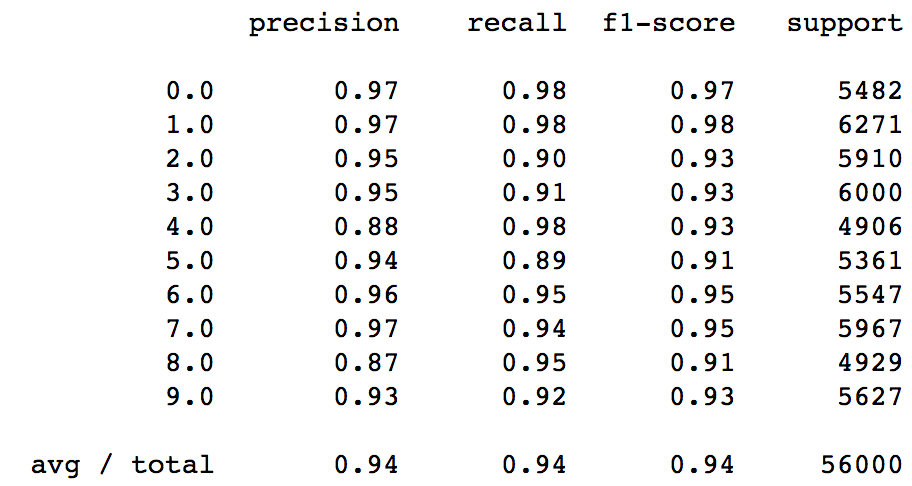 precision recall f1-score support
0.0 0.97 0.98 0.97 5482
1.0 0.97 0.98 0.98 6271
2.0 0.95 0.90 0.93 5910
3.0 0.95 0.91 0.93 6000
4.0 0.88 0.98 0.93 4906
5.0 0.94 0.89 0.91 5361
6.0 0.96 0.95 0.95 5547
7.0 0.97 0.94 0.95 5967
8.0 0.87 0.95 0.91 4929
9.0 0.93 0.92 0.93 5627
avg / total 0.94 0.94 0.94 56000